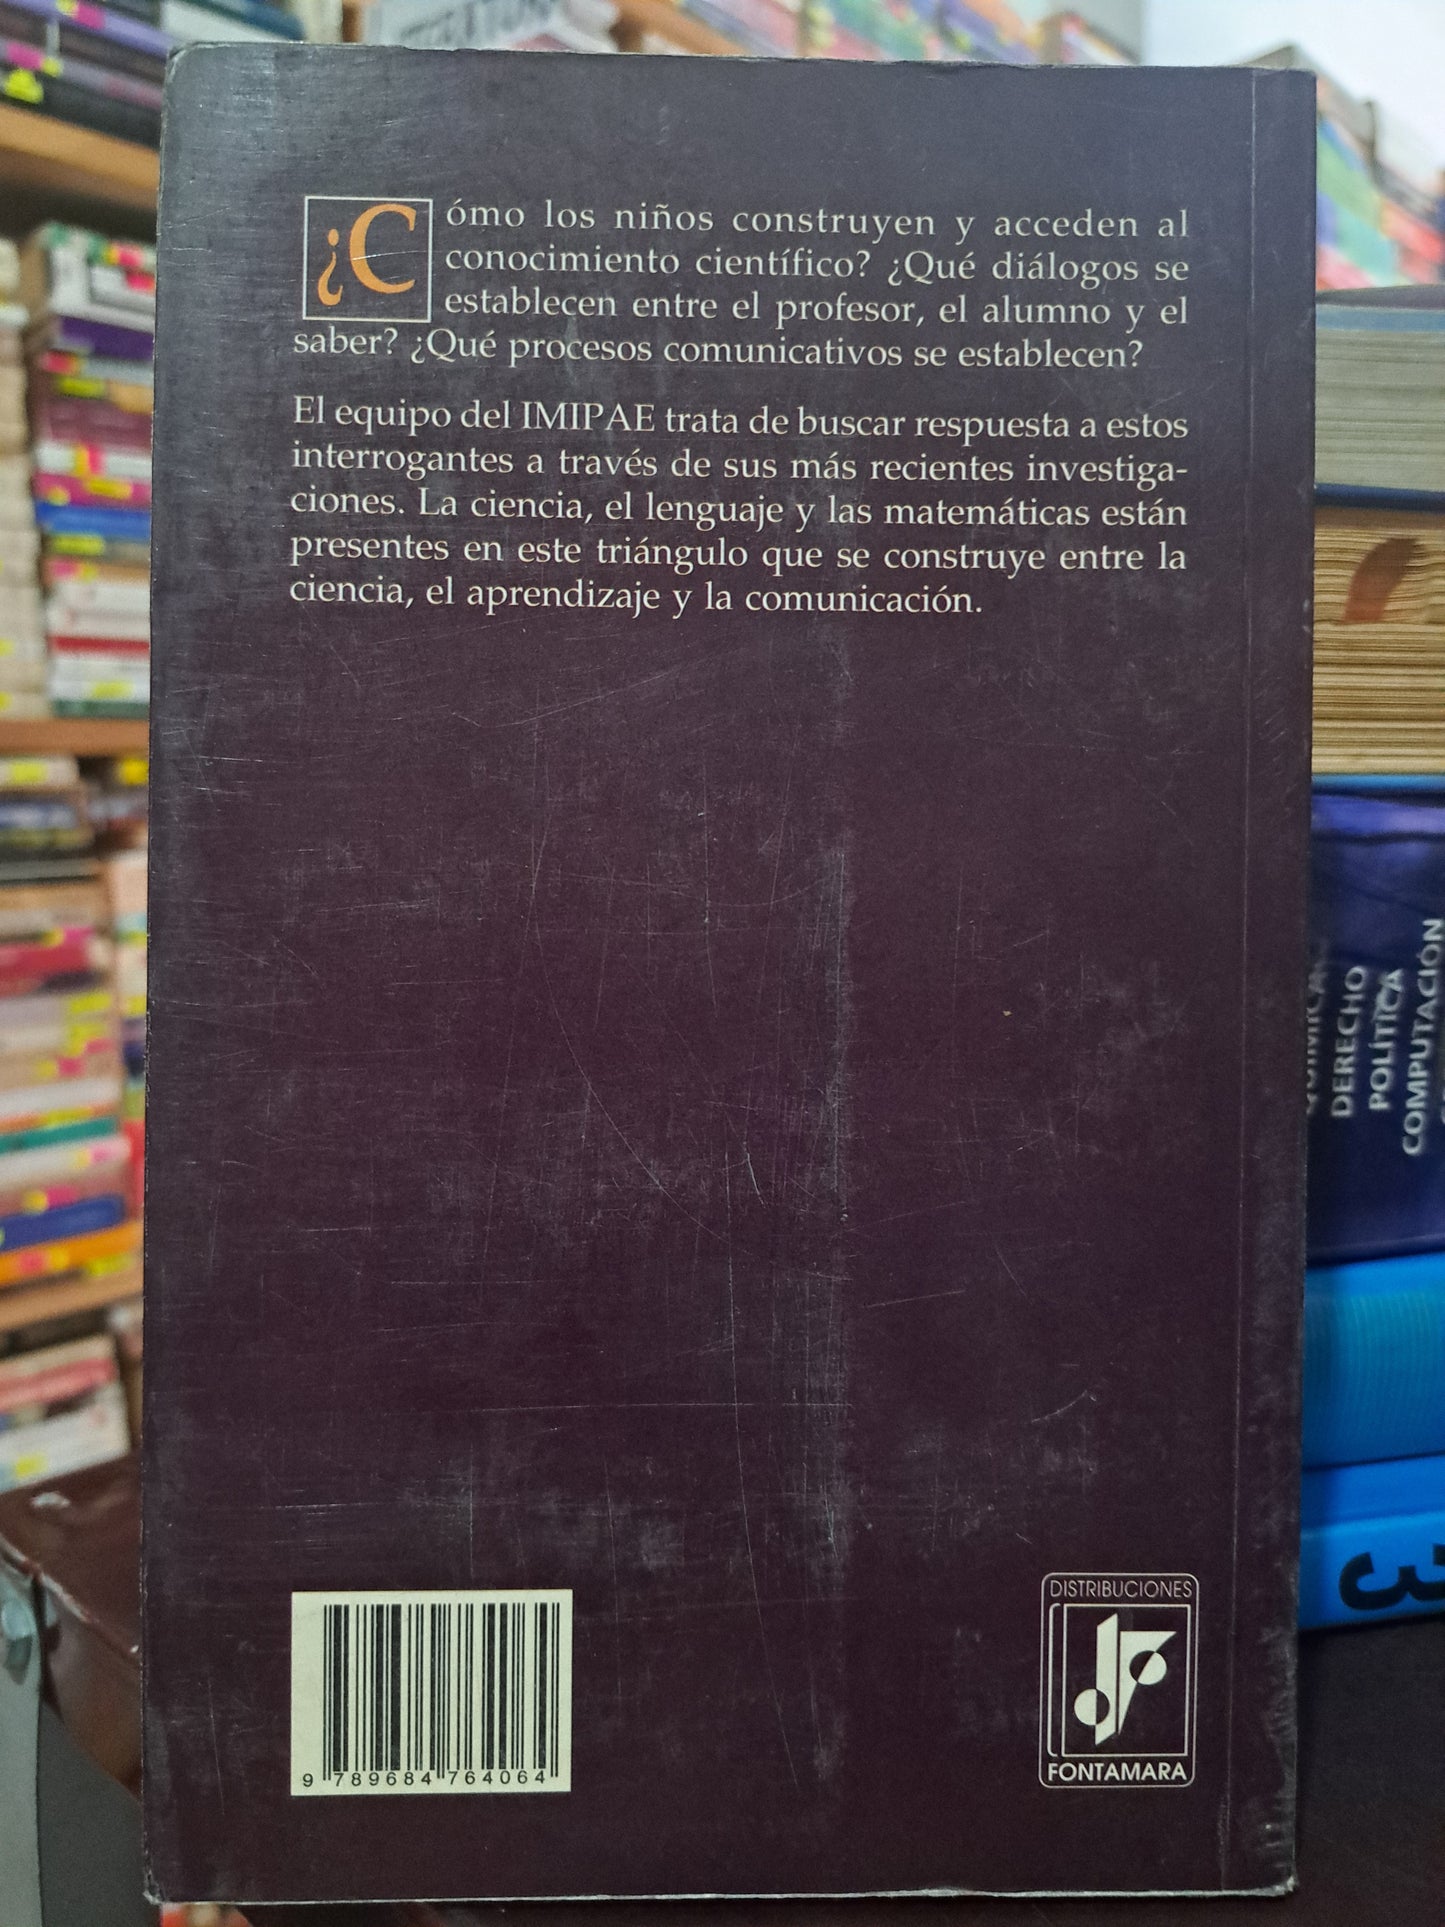 ¿Cómo los niños construyen y acceden al
conocimiento científico? ¿Qué diálogos se
establecen entre el profesor, el alumno y el
saber? ¿Qué procesos comunicativos se establecen?
El equipo del IMIPAE trata de buscar respuesta a estos
interrogantes a través de sus más recientes investiga-
ciones. La ciencia, el lenguaje y las matemáticas están
presentes en este triángulo que se construye entre la
ciencia, el aprendizaje y la comunicación.
9 789684 764064
DISTRIBUCIONES
FONTAMARA
DERECHO
POLÍTICA
COMPUTACIÓN